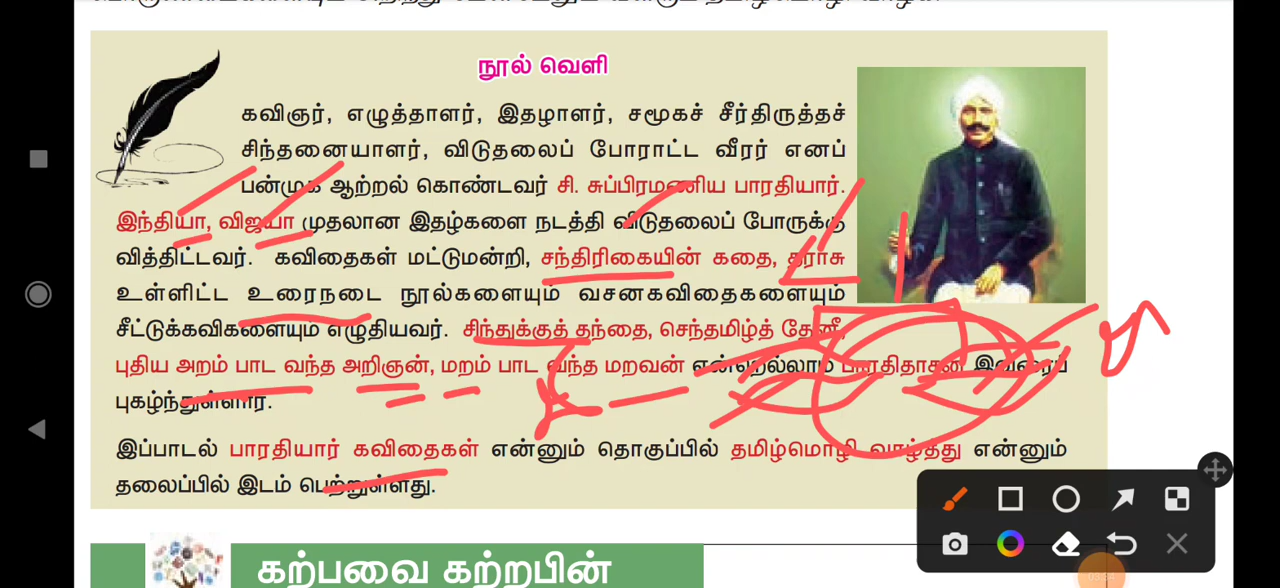 நூல் வெளி
கவிஞர், எழுத்தாளர், இதழாளர், சமூகச் சீர்திருத்தச்
சிந்தனையாளர், விடுதலைப் போராட்ட வீரர் எனப்
பன்முக ஆற்றல் கொண்டவர் சி. சுப்பிரமணிய பாரதியார்.
இந்தியா, விஜயா முதலான இதழ்களை நடத்தி விடுதலைப் போருக்கு
வித்திட்டவர். கவிதைகள் மட்டுமன்றி, சந்திரிகையின் கதை, தராசு
உள்ளிட்ட உரைநடை நூல்களையும் வசனகவிதைகளையும்
சீட்டுக்கவிகளையும் எழுதியவர். சிந்துக்குத் தந்தை, செந்தமிழ்த் தேனீ,
புதிய அறம் பாட வந்த அறிஞன், மறம் பாட வந்த மறவன் என்றெல்லாம் பாரதிதாசன் இவரைப்
புகழ்ந்துள்ளார்.
இப்பாடல் பாரதியார் கவிதைகள் என்னும் தொகுப்பில் தமிழ்மொழி வாழ்த்து என்னும்
தலைப்பில் இடம் பெற்றுள்ளது.
கற்பவை கற்றபின்
03:34